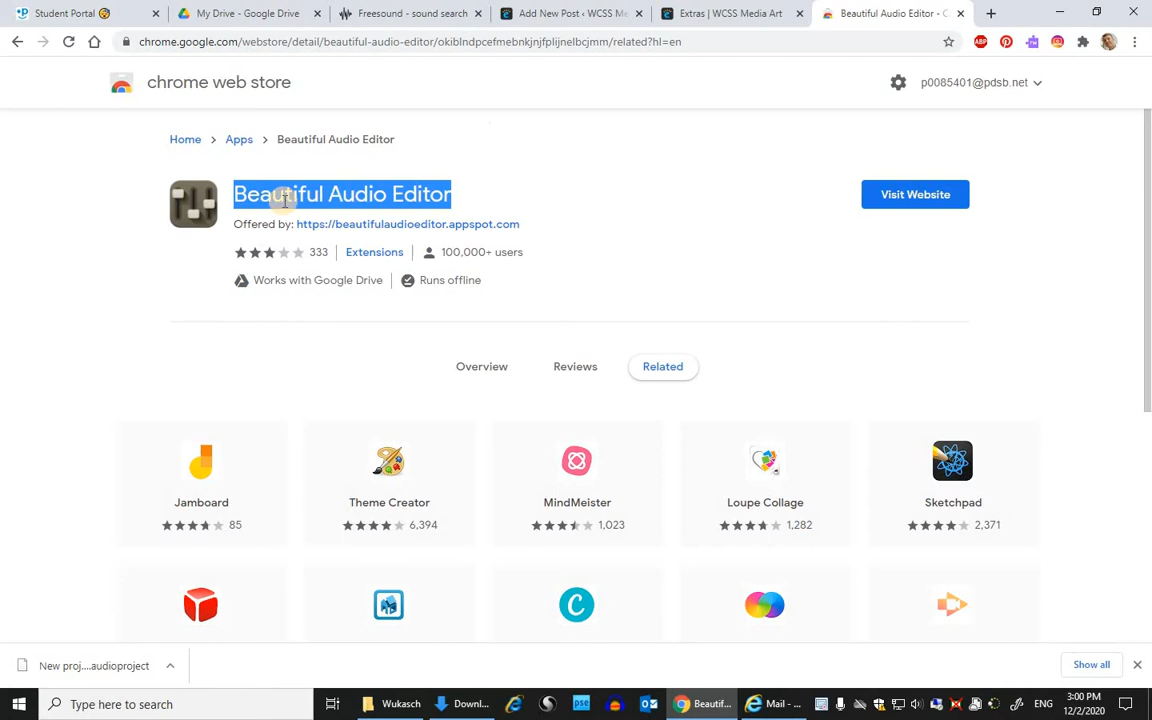 Student Portal
My Drive - Google Drive
Freesound - sound search
Add New Post ‹ WCSS Me
Extras | WCSS Media Art
Beautiful Audio Editor - C
chrome.google.com/webstore/detail/beautiful-audio-editor/okiblndpcefmebnkjnjfplijnelbcjmm/related?hl=en
ABP
chrome web store
p0085401@pdsb.net
Home > Apps > Beautiful Audio Editor
Beautiful Audio Editor
Visit Website
Offered by: https://beautifulaudioeditor.appspot.com
333 | Extensions | 100,000+ users
Works with Google Drive | Runs offline
Overview
Reviews
Related
Jamboard
Theme Creator
MindMeister
Loupe Collage
Sketchpad
85
6,394
1,023
1,282
2,371
New proj....audioproject
Show all
Type here to search
Wukasch
Downl...
pse
Beautif...
Mail - ...
ENG
3:00 PM
12/2/2020